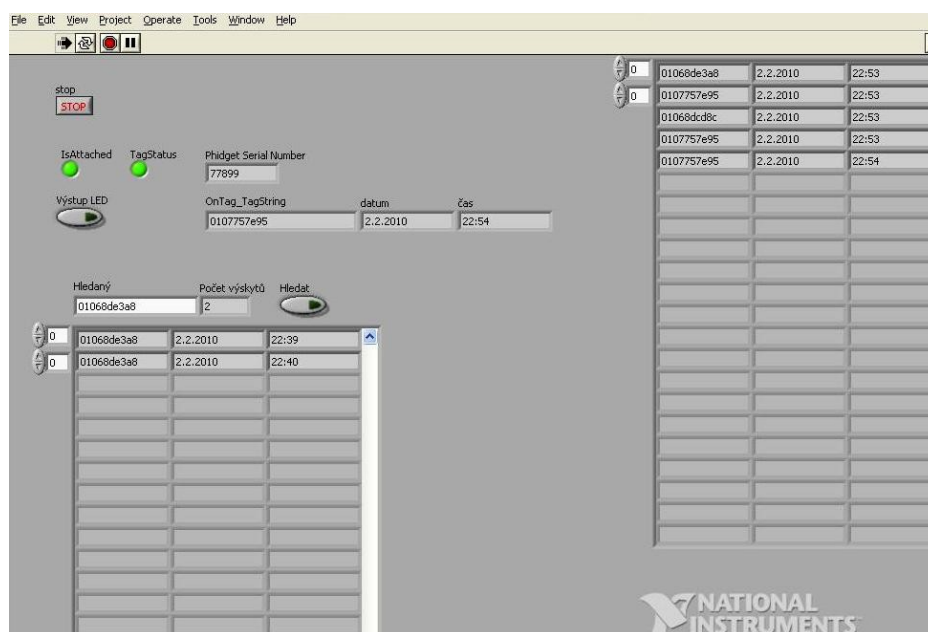 File Edit View Project Operate Tools Window Help
stop
STOP
IsAttached TagStatus Phidget Serial Number
77899
Výstup LED OnTag_TagString datum čas
0107757e95 2.2.2010 22:54
Hledaný Počet výskytů Hledat
01068de3a8 2
0 01068de3a8 2.2.2010 22:39
0 01068de3a8 2.2.2010 22:40
0 01068de3a8 2.2.2010 22:53
0 0107757e95 2.2.2010 22:53
01068dcd8c 2.2.2010 22:53
0107757e95 2.2.2010 22:53
0107757e95 2.2.2010 22:54
NATIONAL
INSTRUMENTS